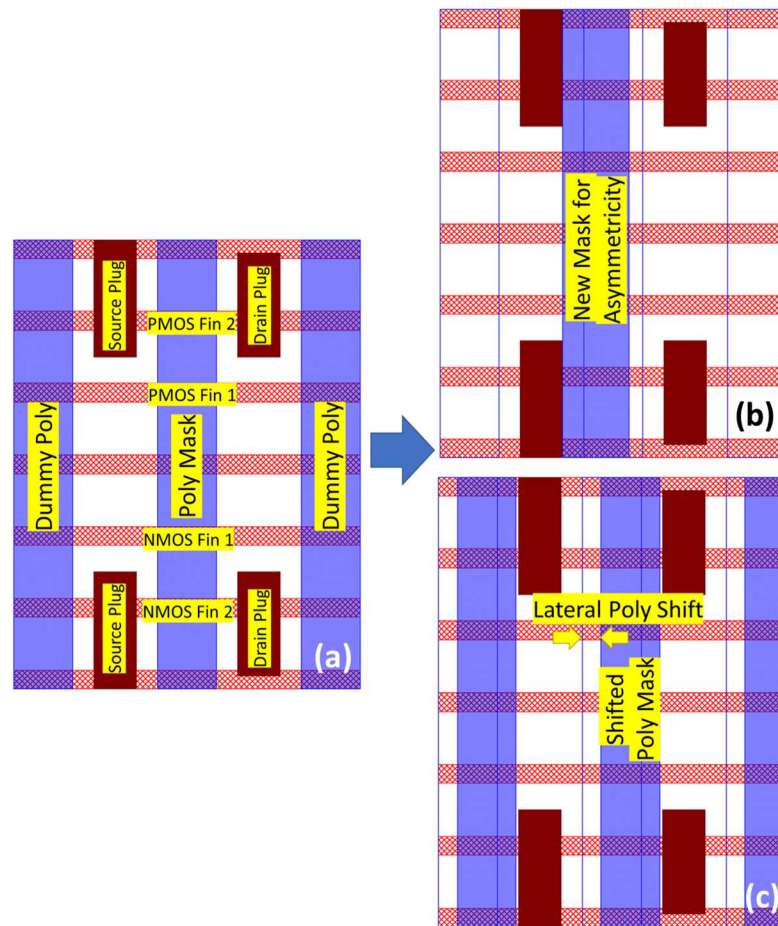 Source Plug
Drain Plug
PMOS Fin 2
PMOS Fin 1
Dummy Poly
Poly Mask
Dummy Poly
NMOS Fin 1
NMOS Fin 2
Source Plug
Drain Plug
(a)
New Mask for
Asymmetricity
(b)
Lateral Poly Shift
Shifted
Poly Mask
(c)